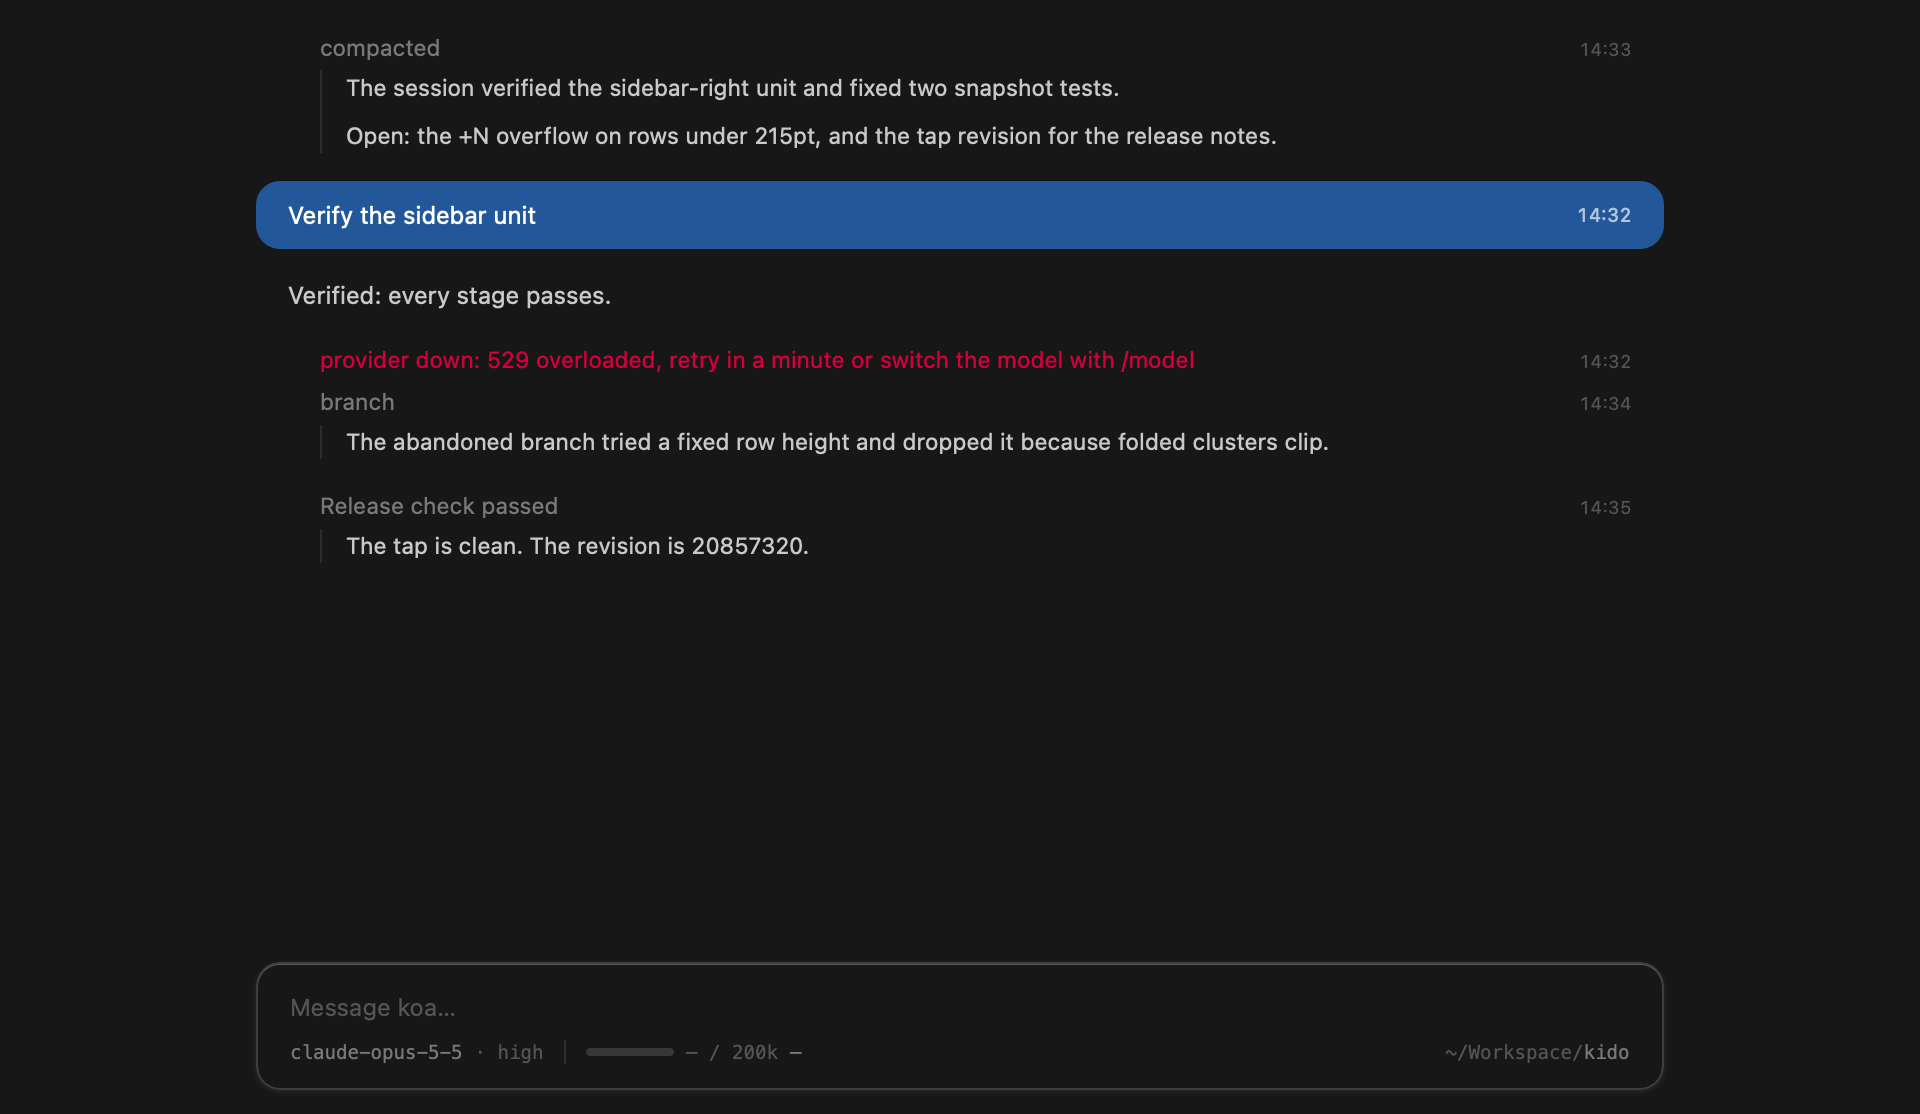 compacted 14:33
The session verified the sidebar-right unit and fixed two snapshot tests.
Open: the +N overflow on rows under 215pt, and the tap revision for the release notes.
Verify the sidebar unit 14:32
Verified: every stage passes.
provider down: 529 overloaded, retry in a minute or switch the model with /model 14:32
branch 14:34
The abandoned branch tried a fixed row height and dropped it because folded clusters clip.
Release check passed 14:35
The tap is clean. The revision is 20857320.
Message koa...
claude-opus-5-5 · high — / 200k — ~/Workspace/kido